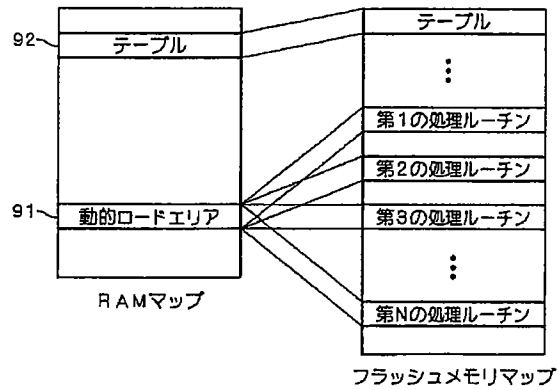 92
テーブル
91
動的ロードエリア
RAMマップ
テーブル
第1の処理ルーチン
第2の処理ルーチン
第3の処理ルーチン
第Nの処理ルーチン
フラッシュメモリマップ